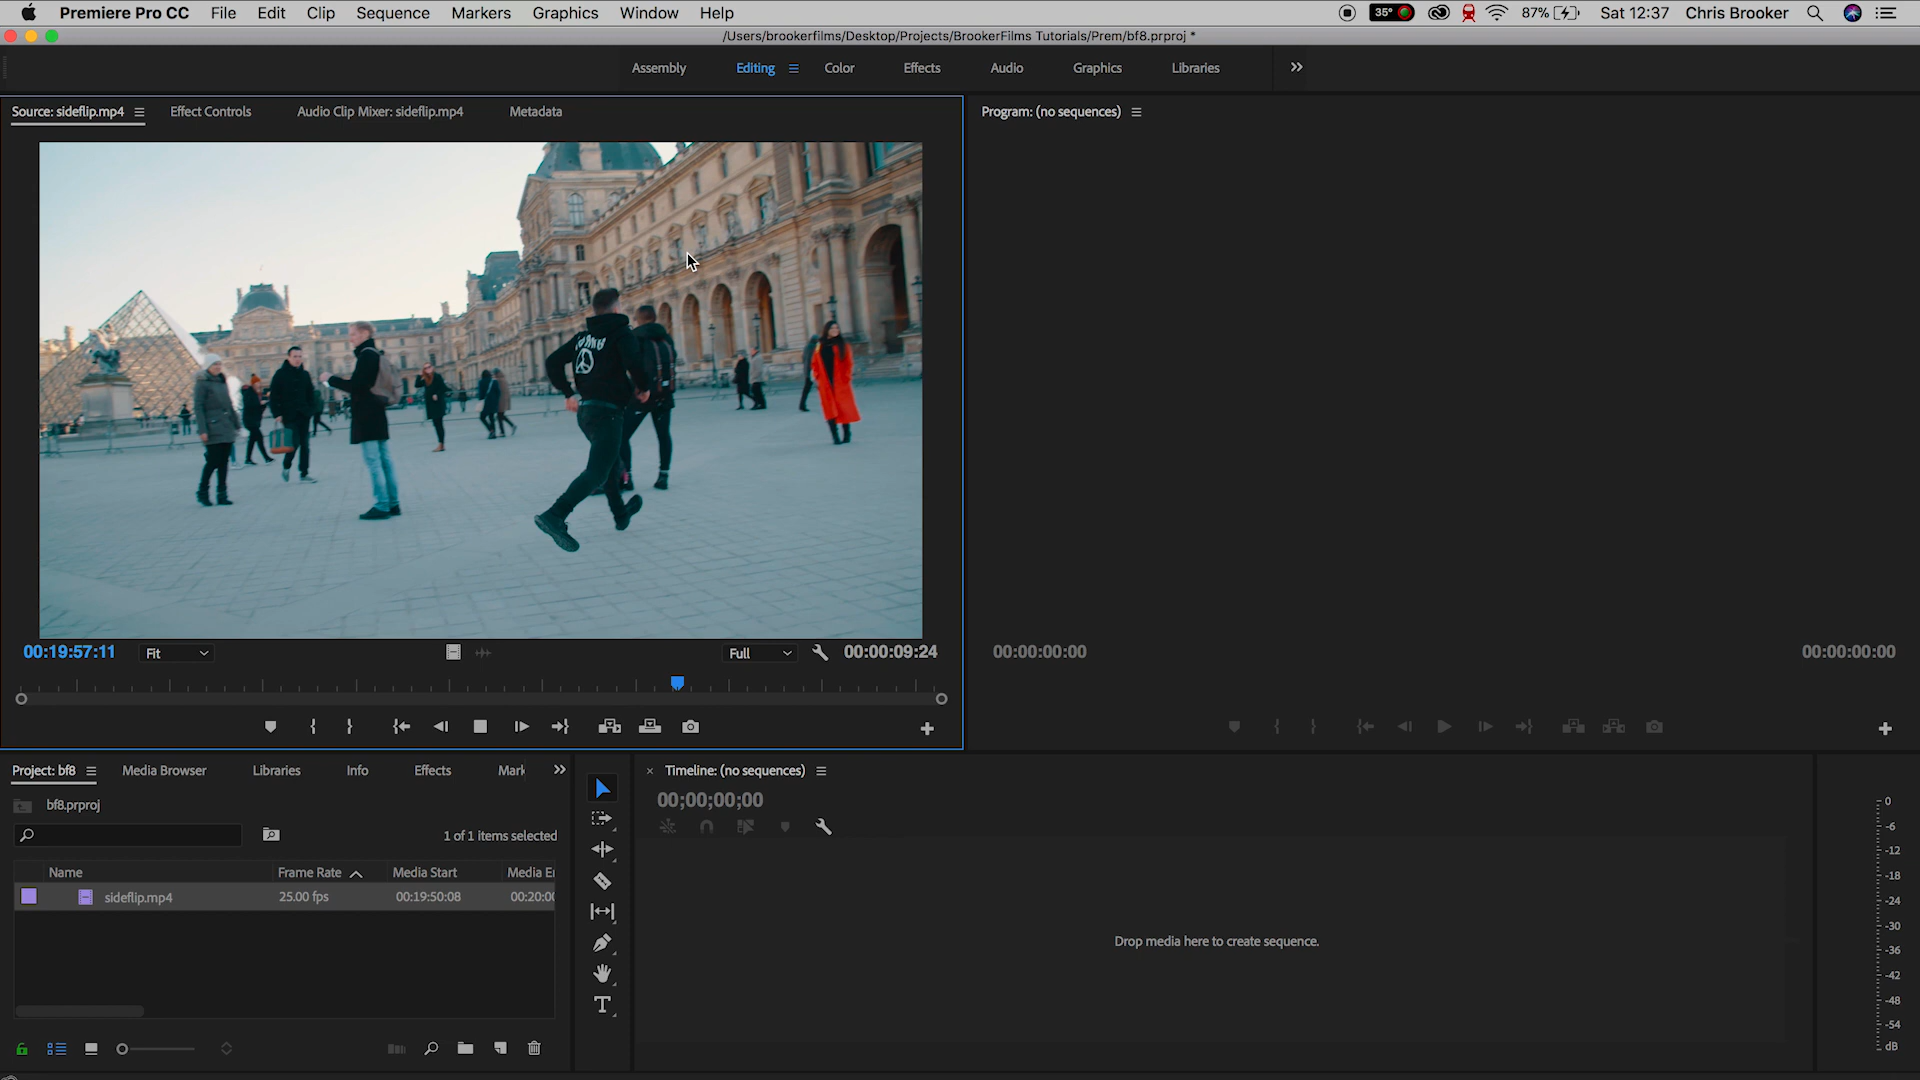 Premiere Pro CC File Edit Clip Sequence Markers Graphics Window Help 35° 87% Sat 12:37 Chris Brooker
/Users/brookerfilms/Desktop/Projects/BrookerFilms Tutorials/Prem/bf8.prproj *
Assembly Editing Color Effects Audio Graphics Libraries
Source: sideflip.mp4 Effect Controls Audio Clip Mixer: sideflip.mp4 Metadata
Program: (no sequences)
00:19:57:11 Fit Full 00:00:09:24
00:00:00:00 00:00:00:00
Project: bf8 Media Browser Libraries Info Effects Mark
bf8.prproj
1 of 1 items selected
Name Frame Rate Media Start Media E
sideflip.mp4 25.00 fps 00:19:50:08 00:20:00
Timeline: (no sequences)
00;00;00;00
Drop media here to create sequence.
0
-6
-12
-18
-24
-30
-36
-42
-48
-54
dB